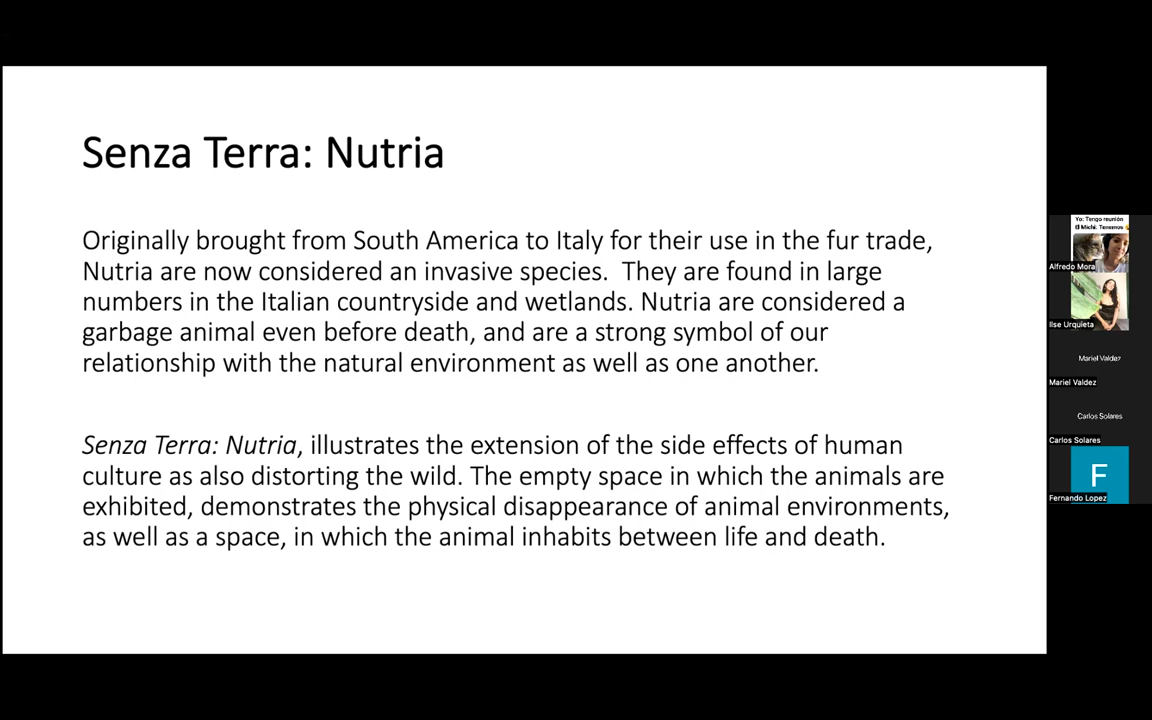 Senza Terra: Nutria
Originally brought from South America to Italy for their use in the fur trade,
Nutria are now considered an invasive species.  They are found in large
numbers in the Italian countryside and wetlands. Nutria are considered a
garbage animal even before death, and are a strong symbol of our
relationship with the natural environment as well as one another.
Senza Terra: Nutria, illustrates the extension of the side effects of human
culture as also distorting the wild. The empty space in which the animals are
exhibited, demonstrates the physical disappearance of animal environments,
as well as a space, in which the animal inhabits between life and death.
Yo: Tengo reunión
El Michi: Tenemos
Alfredo Mora
Ilse Urquieta
Mariel Valdez
Mariel Valdez
Carlos Solares
Carlos Solares
F
Fernando Lopez